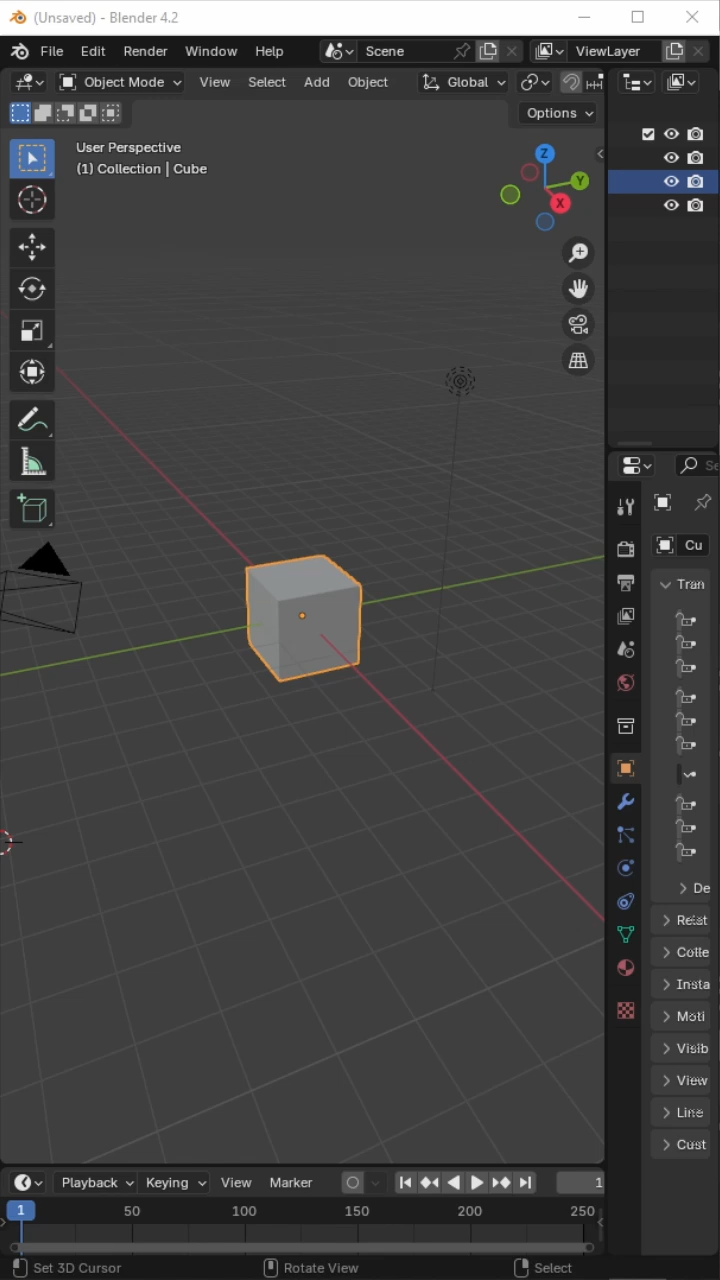 (Unsaved) - Blender 4.2
File Edit Render Window Help Scene ViewLayer
Object Mode View Select Add Object Global
Options
User Perspective
(1) Collection | Cube
Z
Y
X
Se
Cu
Tran
De
Relat
Colle
Insta
Moti
Visib
View
Line
Cust
Playback Keying View Marker 1
1 50 100 150 200 250
Set 3D Cursor Rotate View Select